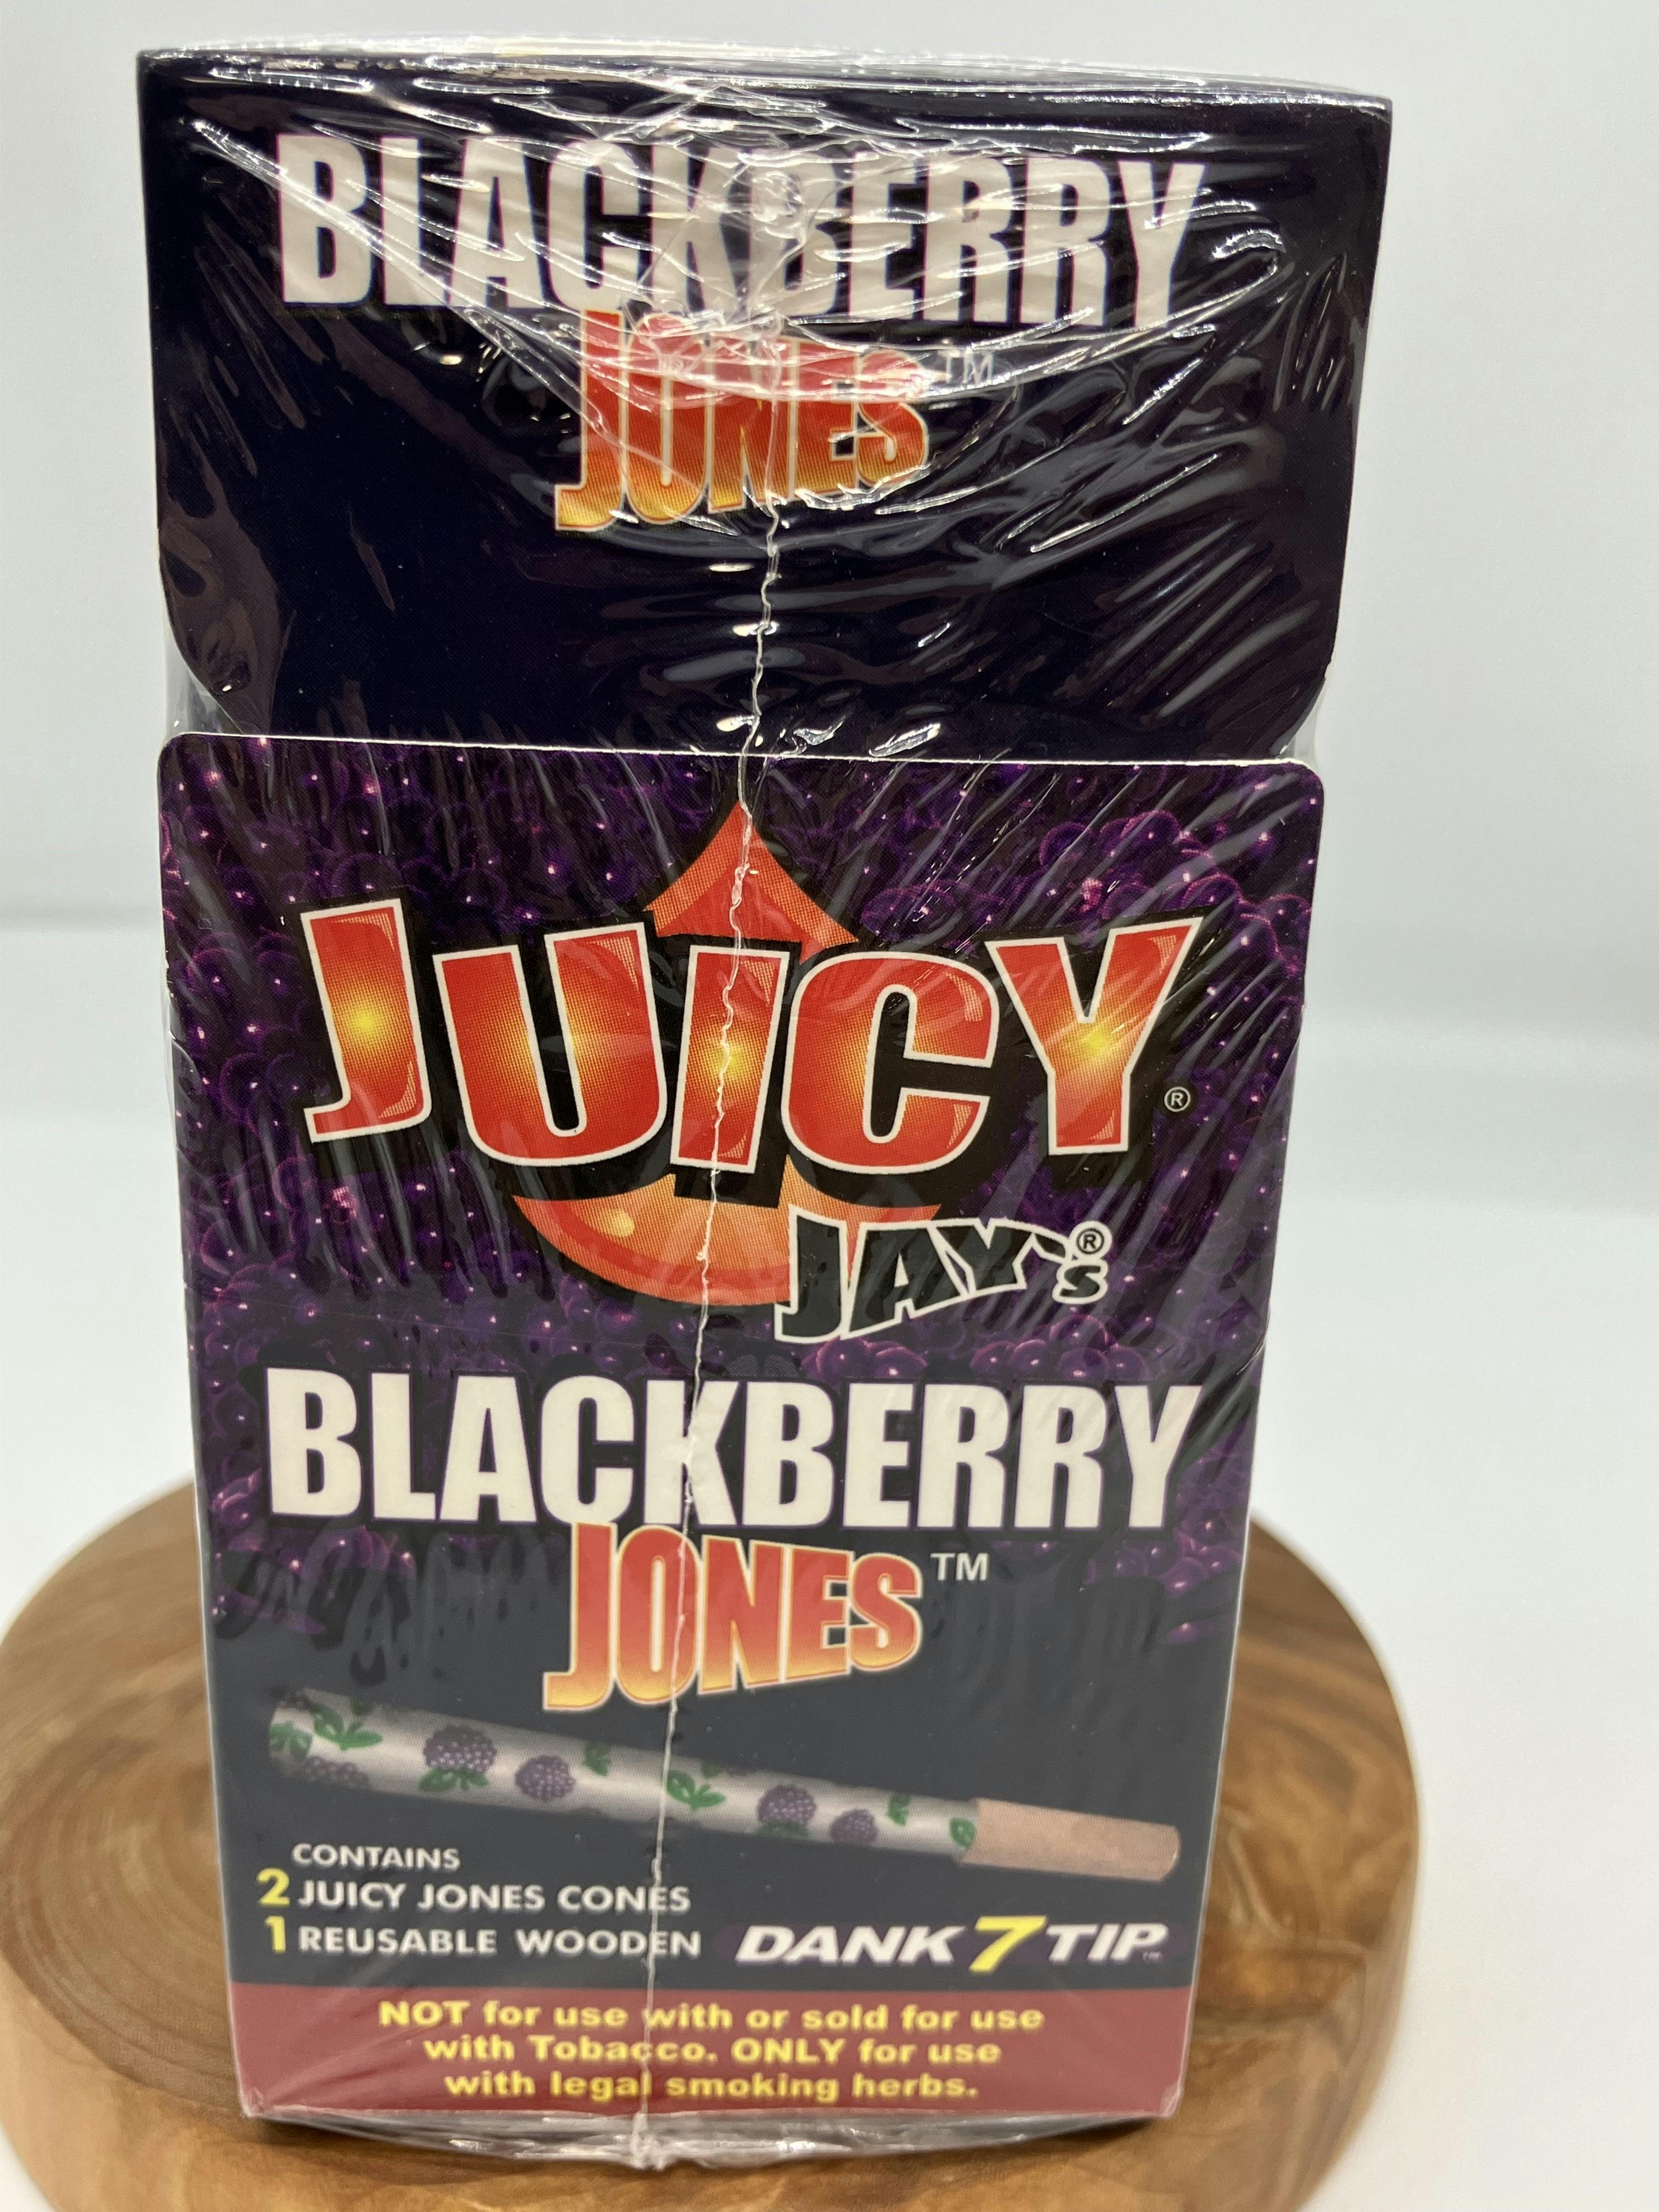 BLACKBERRY
JONES™
JUICY®
JAY'S®
BLACKBERRY
JONES™
CONTAINS
2 JUICY JONES CONES
1 REUSABLE WOODEN DANK 7 TIP™
NOT for use with or sold for use
with Tobacco. ONLY for use
with legal smoking herbs.